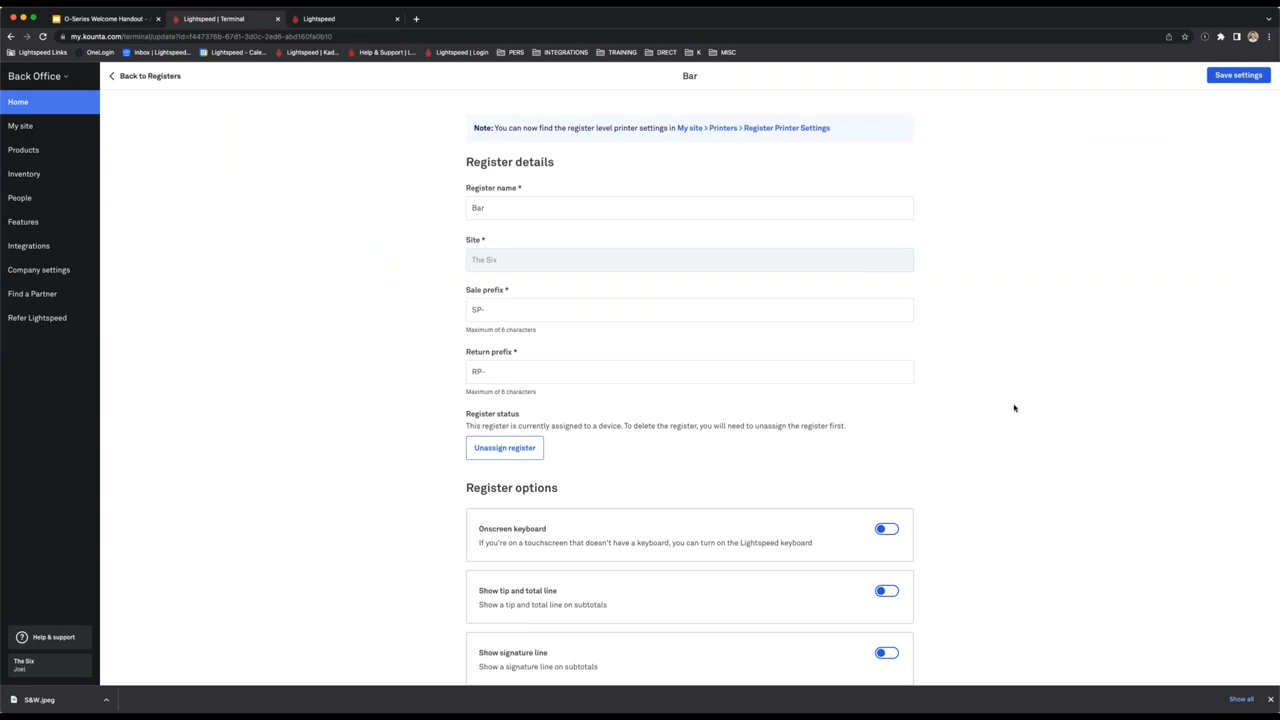 O-Series Welcome Handout - A
Lightspeed | Terminal
Lightspeed
my.kounta.com/terminal/update?id=f447376b-67d1-3d0c-2ed6-abd160fa0b10
Lightspeed Links
OneLogin
Inbox | Lightspeed...
Lightspeed - Cale...
Lightspeed | Kad...
Help & Support | L...
Lightspeed | Login
PERS
INTEGRATIONS
TRAINING
DRECT
K
MISC
Back Office
Back to Registers
Bar
Save settings
Home
My site
Products
Inventory
People
Features
Integrations
Company settings
Find a Partner
Refer Lightspeed
Note: You can now find the register level printer settings in My site > Printers > Register Printer Settings
Register details
Register name *
Bar
Site *
The Six
Sale prefix *
SP-
Maximum of 6 characters
Return prefix *
RP-
Maximum of 6 characters
Register status
This register is currently assigned to a device. To delete the register, you will need to unassign the register first.
Unassign register
Register options
Onscreen keyboard
If you're on a touchscreen that doesn't have a keyboard, you can turn on the Lightspeed keyboard
Show tip and total line
Show a tip and total line on subtotals
Show signature line
Show a signature line on subtotals
? Help & support
The Six
Joel
S&W.jpeg
Show all